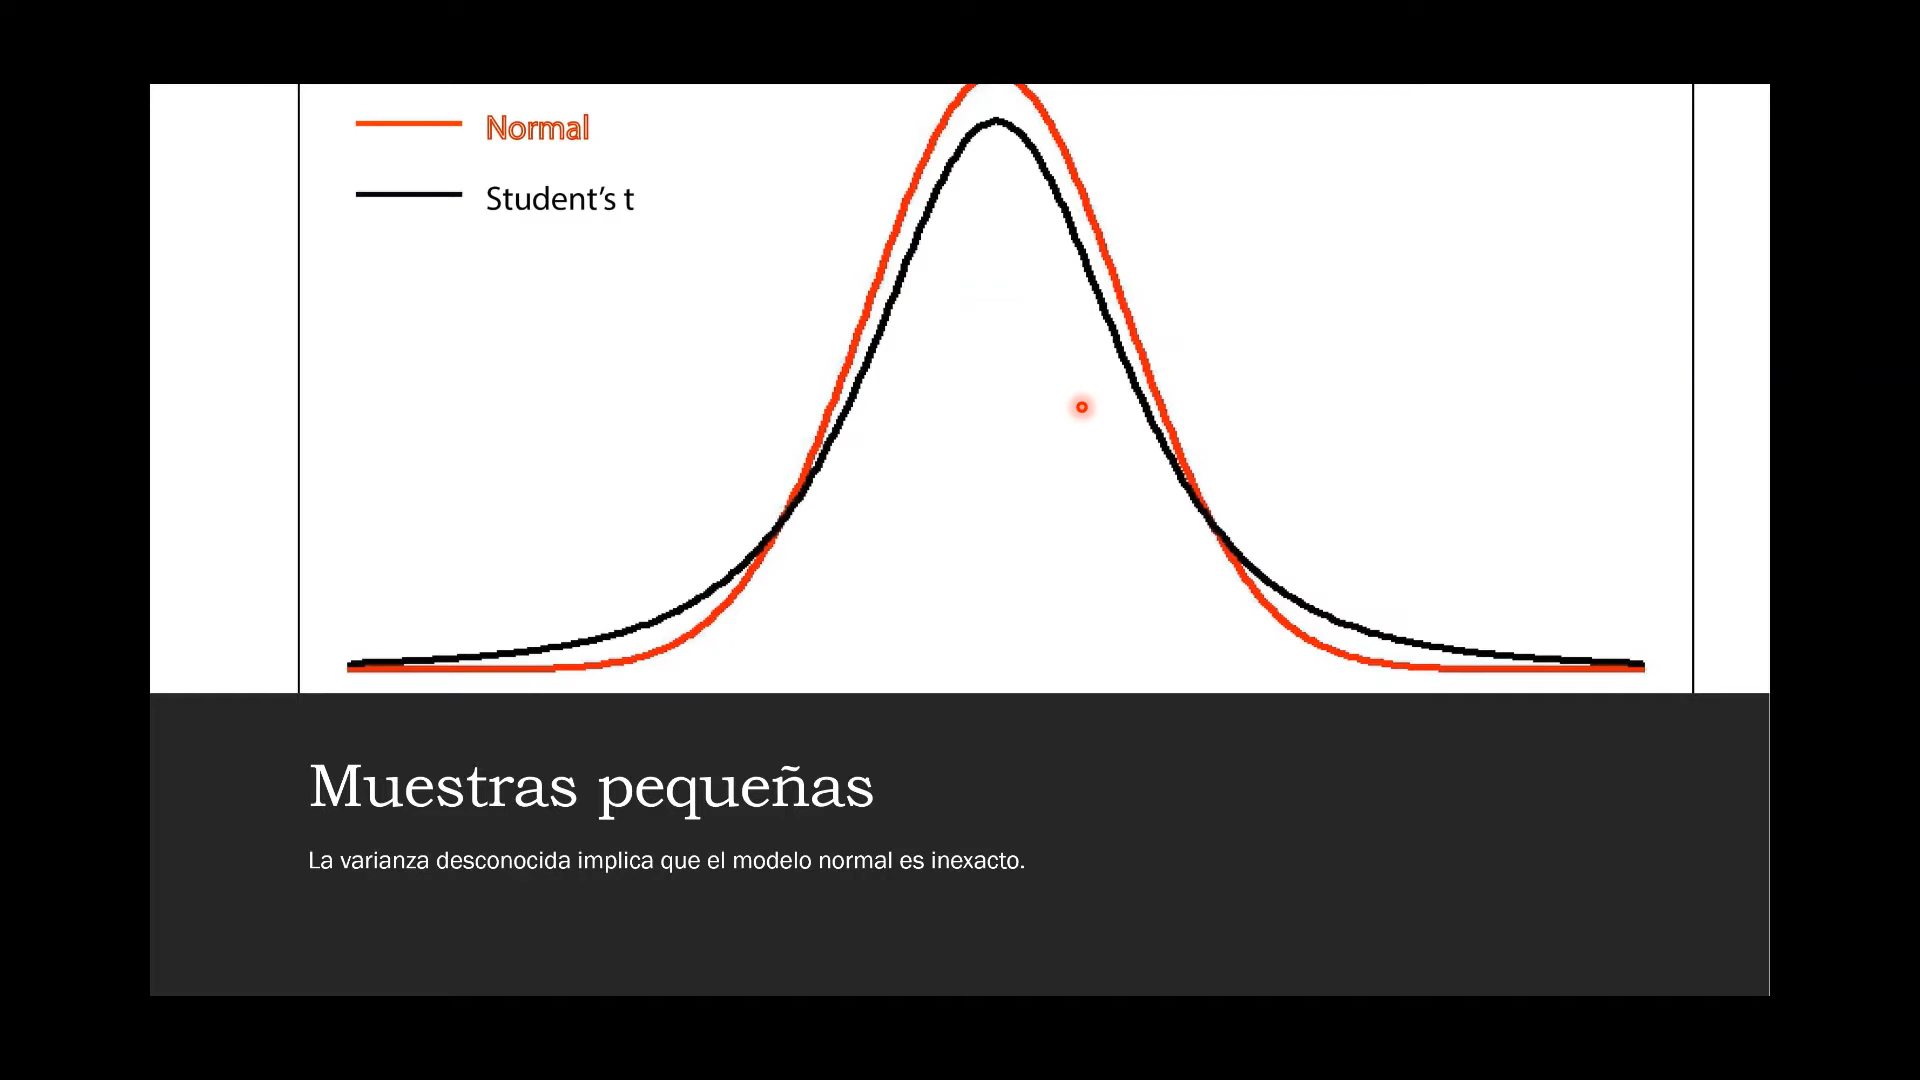 Normal
Student’s t
Muestras pequeñas
La varianza desconocida implica que el modelo normal es inexacto.